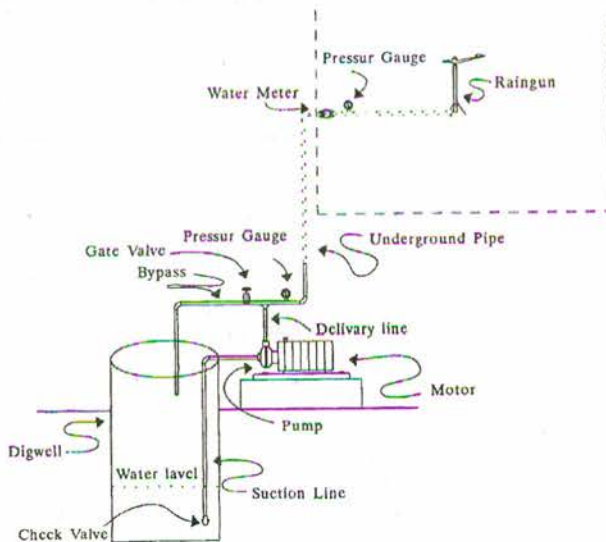 Pressur Gauge
Raingun
Water Meter
Underground Pipe
Pressur Gauge
Gate Valve
Bypass
Delivary line
Motor
Pump
Digwell
Water lavel
Suction Line
Check Valve